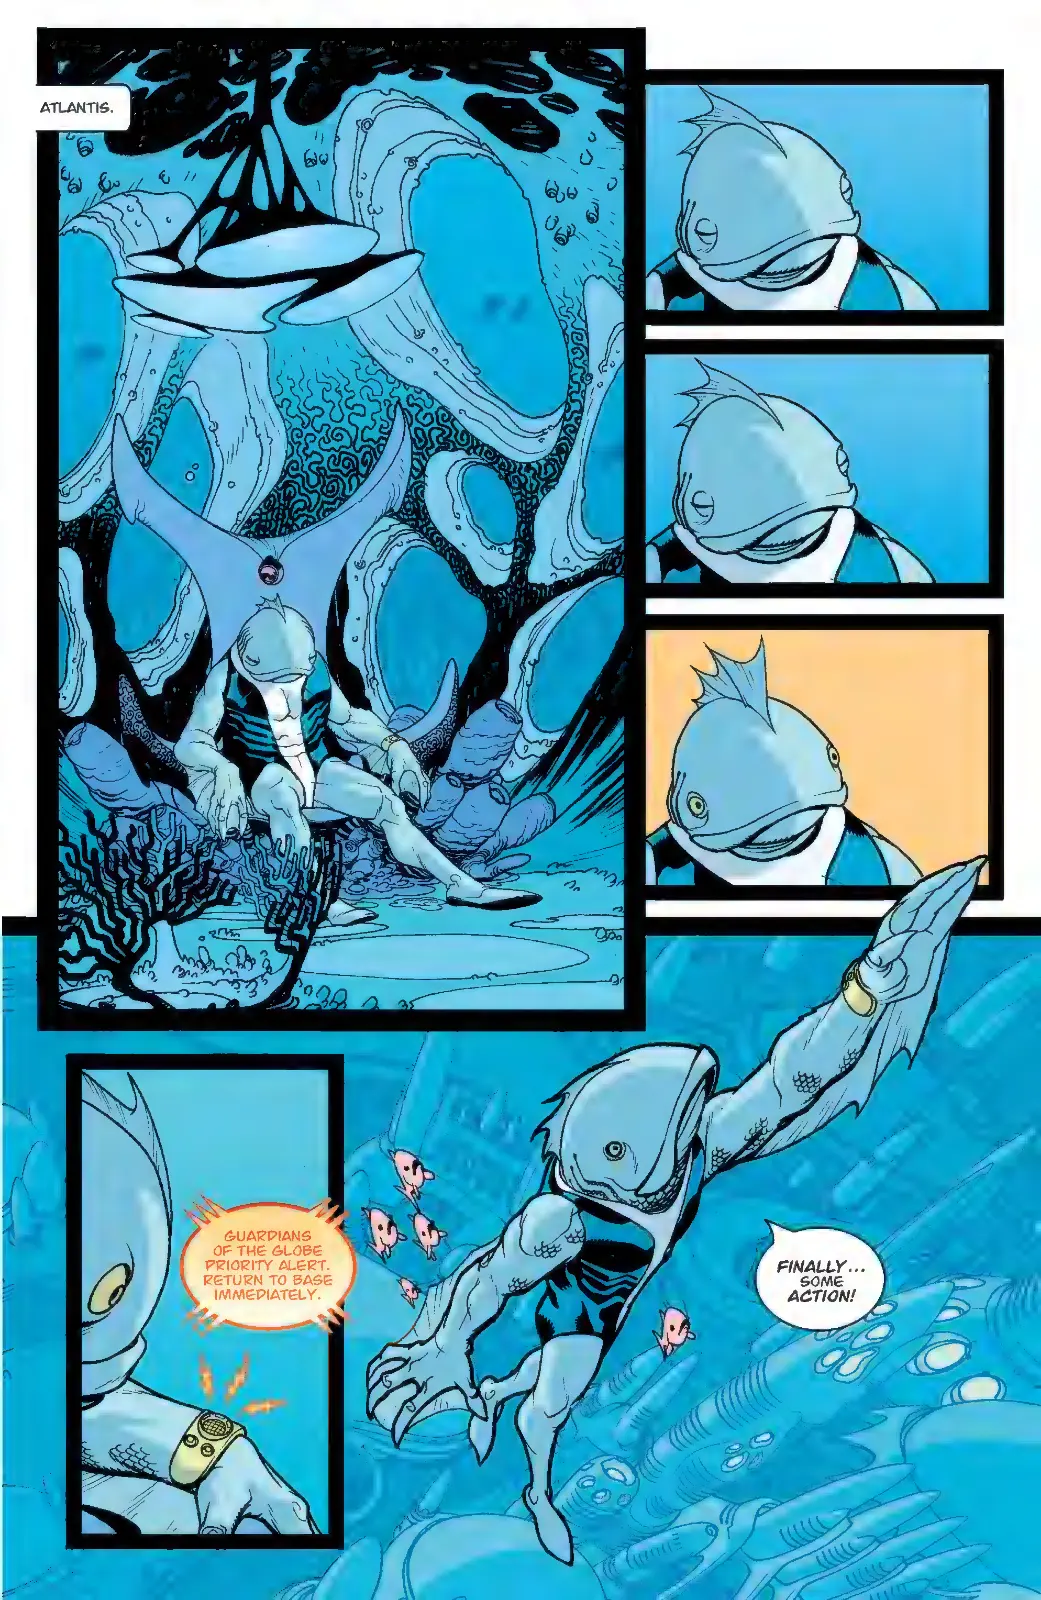 ATLANTIS.
GUARDIANS
OF THE GLOBE
PRIORITY ALERT.
RETURN TO BASE
IMMEDIATELY.
FINALLY...
SOME
ACTION!